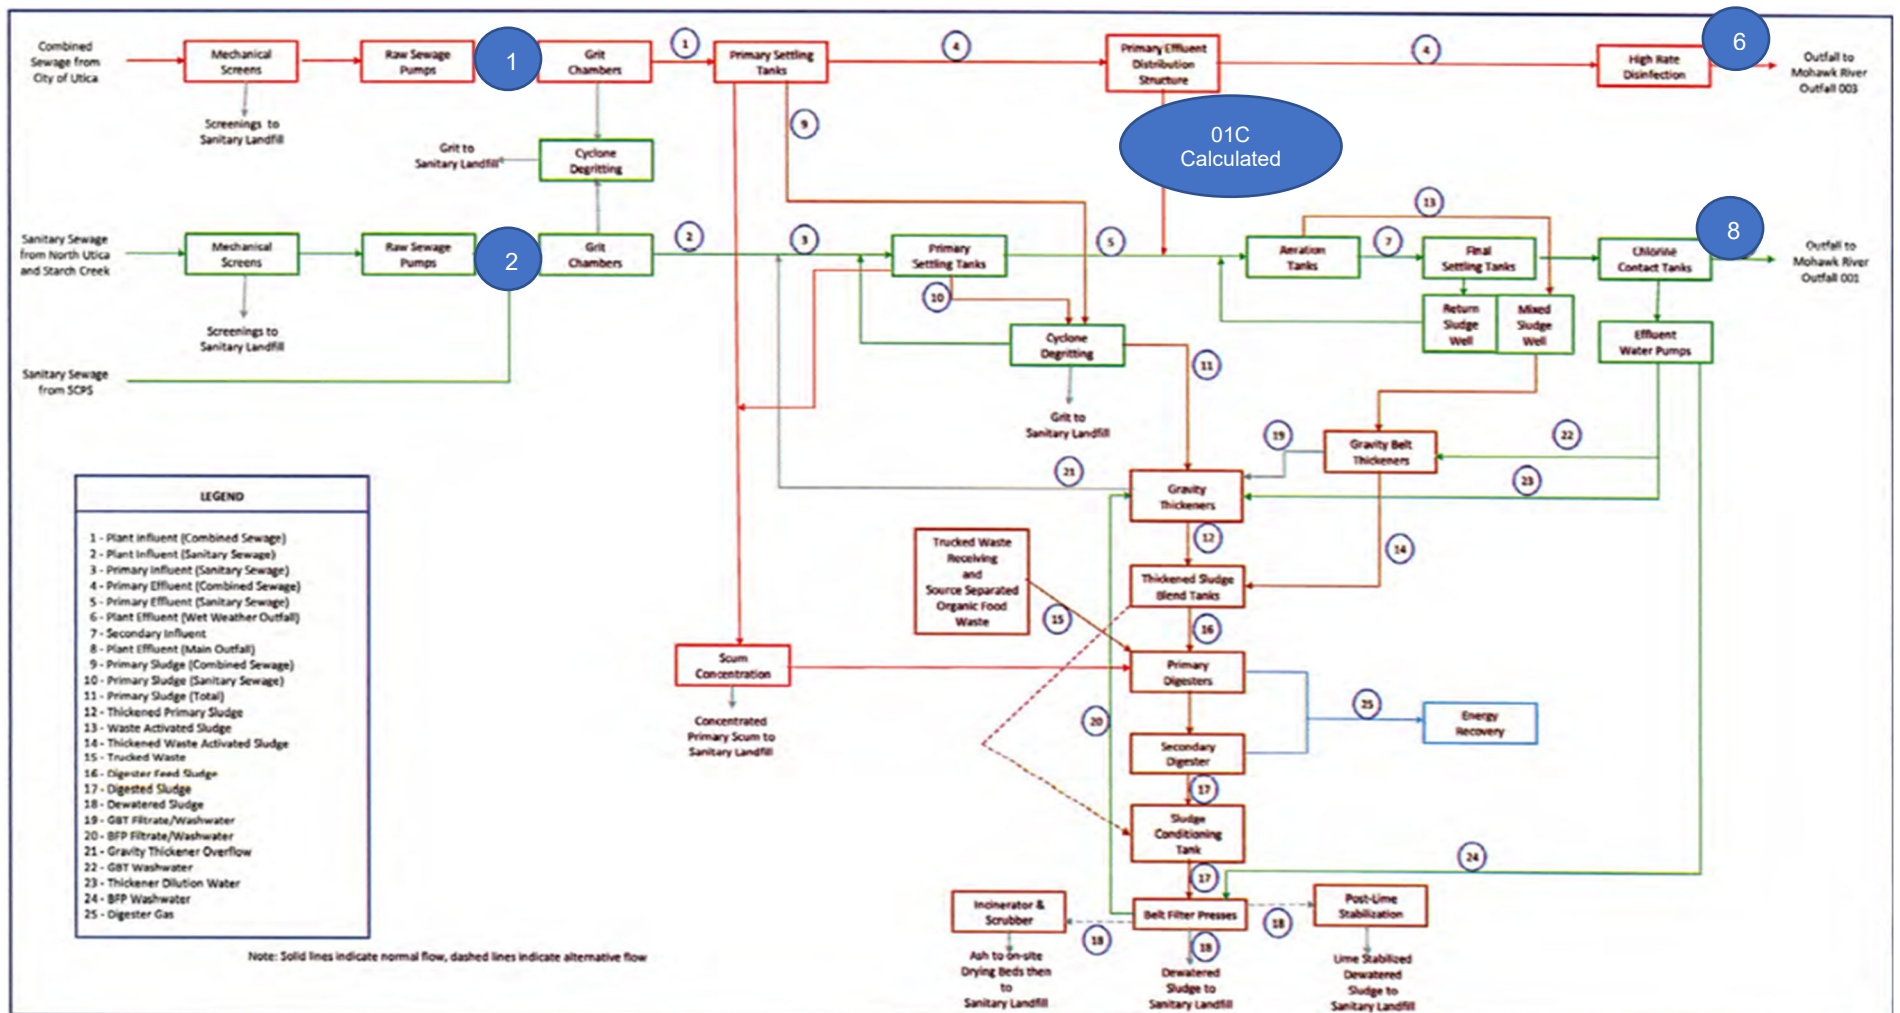 Combined
Sewage from
City of Utica
Mechanical
Screens
Raw Sewage
Pumps
1
Grit
Chambers
1
Primary Settling
Tanks
4
Primary Effluent
Distribution
Structure
4
High Rate
Disinfection
6
Outfall to
Mohawk River
Outfall 003
Screenings to
Sanitary Landfill
Grit to
Sanitary Landfill
Cyclone
Degritting
9
01C
Calculated
Sanitary Sewage
from North Utica
and Starch Creek
Mechanical
Screens
Raw Sewage
Pumps
2
Grit
Chambers
2
3
Primary
Settling Tanks
5
Aeration
Tanks
13
7
Final
Settling Tanks
Chlorine
Contact Tanks
8
Outfall to
Mohawk River
Outfall 001
Screenings to
Sanitary Landfill
10
Return
Sludge
Well
Mixed
Sludge
Well
Effluent
Water Pumps
Sanitary Sewage
from SCPS
Cyclone
Degritting
11
Grit to
Sanitary Landfill
19
Gravity Belt
Thickeners
22
21
Gravity
Thickeners
23
12
14
Trucked Waste
Receiving
and
Source Separated
Organic Food
Waste
15
Thickened Sludge
Blend Tanks
16
Scum
Concentration
Primary
Digesters
Concentrated
Primary Scum to
Sanitary Landfill
20
25
Energy
Recovery
Secondary
Digester
17
Sludge
Conditioning
Tank
17
24
Incinerator &
Scrubber
18
Belt Filter Presses
18
18
Post-Lime
Stabilization
Ash to on-site
Drying Beds then
to
Sanitary Landfill
Dewatered
Sludge to
Sanitary Landfill
Lime Stabilized
Dewatered
Sludge to
Sanitary Landfill
LEGEND
1 - Plant Influent (Combined Sewage)
2 - Plant Influent (Sanitary Sewage)
3 - Primary Influent (Sanitary Sewage)
4 - Primary Effluent (Combined Sewage)
5 - Primary Effluent (Sanitary Sewage)
6 - Plant Effluent (Wet Weather Outfall)
7 - Secondary Influent
8 - Plant Effluent (Main Outfall)
9 - Primary Sludge (Combined Sewage)
10 - Primary Sludge (Sanitary Sewage)
11 - Primary Sludge (Total)
12 - Thickened Primary Sludge
13 - Waste Activated Sludge
14 - Thickened Waste Activated Sludge
15 - Trucked Waste
16 - Digester Feed Sludge
17 - Digested Sludge
18 - Dewatered Sludge
19 - GBT Filtrate/Washwater
20 - BFP Filtrate/Washwater
21 - Gravity Thickener Overflow
22 - GBT Washwater
23 - Thickener Dilution Water
24 - BFP Washwater
25 - Digester Gas
Note: Solid lines indicate normal flow, dashed lines indicate alternative flow